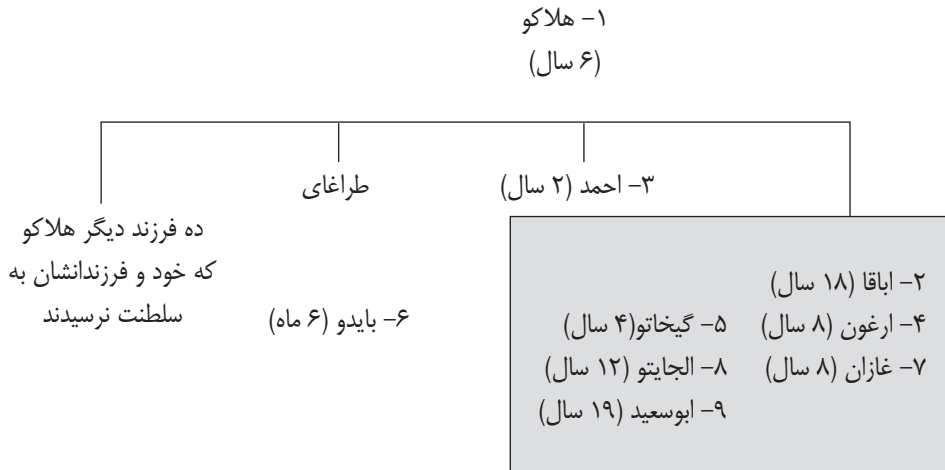 ۱- هلاکو
(۶ سال)
۳- احمد (۲ سال)
طراغای
ده فرزند دیگر هلاکو
که خود و فرزندانشان به
سلطنت نرسیدند
۶- بایدو (۶ ماه)
۲- اباقا (۱۸ سال)
۴- ارغون (۸ سال)
۵- گیخاتو(۴ سال)
۷- غازان (۸ سال)
۸- الجایتو (۱۲ سال)
۹- ابوسعید (۱۹ سال)